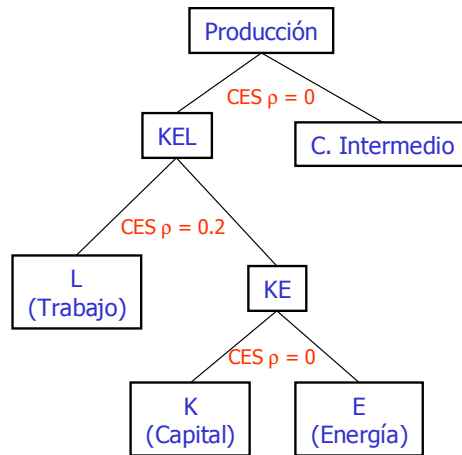 Producción
CES ρ = 0
KEL
C. Intermedio
CES ρ = 0.2
L
(Trabajo)
KE
CES ρ = 0
K
(Capital)
E
(Energía)